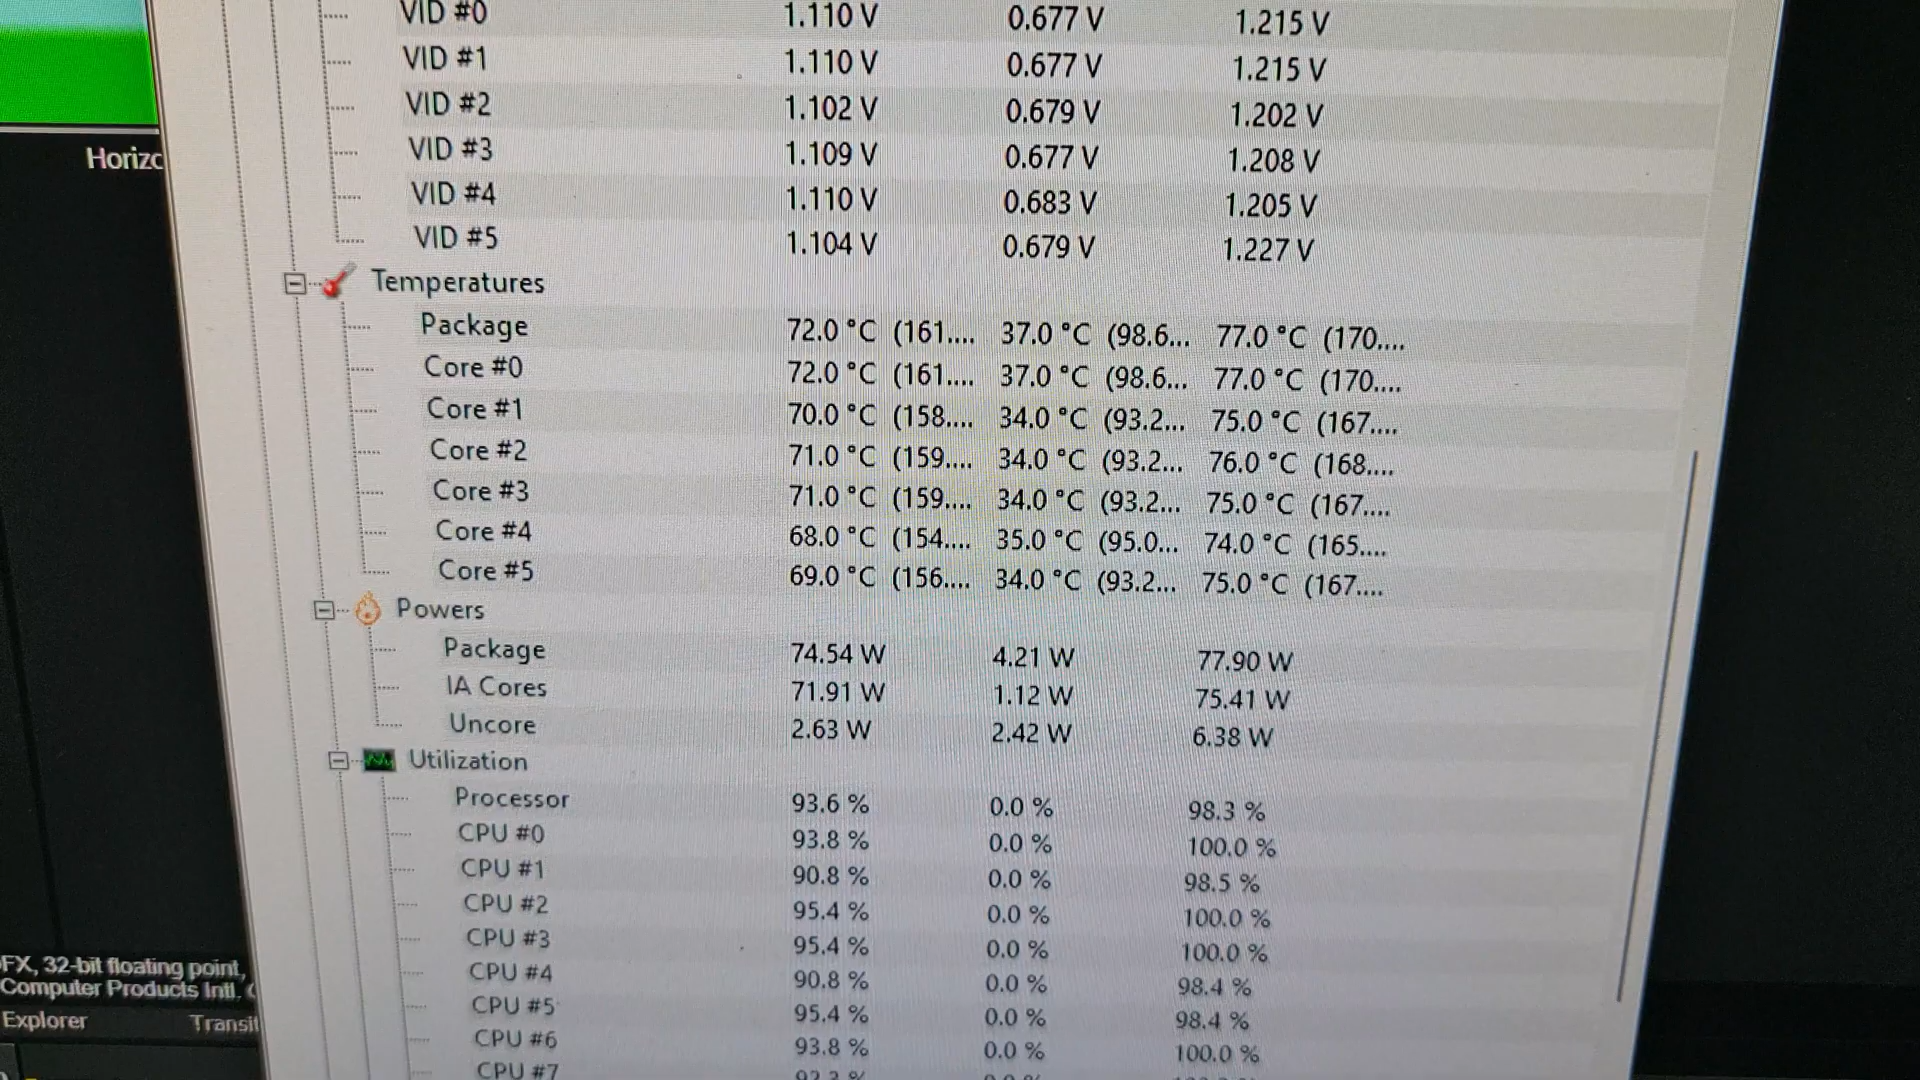 VID #0 1.110 V 0.677 V 1.215 V
VID #1 1.110 V 0.677 V 1.215 V
VID #2 1.102 V 0.679 V 1.202 V
VID #3 1.109 V 0.677 V 1.208 V
Horizc
VID #4 1.110 V 0.683 V 1.205 V
VID #5 1.104 V 0.679 V 1.227 V
Temperatures
Package 72.0 °C (161.... 37.0 °C (98.6... 77.0 °C (170....
Core #0 72.0 °C (161.... 37.0 °C (98.6... 77.0 °C (170....
Core #1 70.0 °C (158.... 34.0 °C (93.2... 75.0 °C (167....
Core #2 71.0 °C (159.... 34.0 °C (93.2... 76.0 °C (168....
Core #3 71.0 °C (159.... 34.0 °C (93.2... 75.0 °C (167....
Core #4 68.0 °C (154.... 35.0 °C (95.0... 74.0 °C (165....
Core #5 69.0 °C (156.... 34.0 °C (93.2... 75.0 °C (167....
Powers
Package 74.54 W 4.21 W 77.90 W
IA Cores 71.91 W 1.12 W 75.41 W
Uncore 2.63 W 2.42 W 6.38 W
Utilization
Processor 93.6 % 0.0 % 98.3 %
CPU #0 93.8 % 0.0 % 100.0 %
CPU #1 90.8 % 0.0 % 98.5 %
CPU #2 95.4 % 0.0 % 100.0 %
CPU #3 95.4 % 0.0 % 100.0 %
CPU #4 90.8 % 0.0 % 98.4 %
CPU #5 95.4 % 0.0 % 98.4 %
CPU #6 93.8 % 0.0 % 100.0 %
CPU #7
FX, 32-bit floating point,
Computer Products Intl. (
Explorer Transit